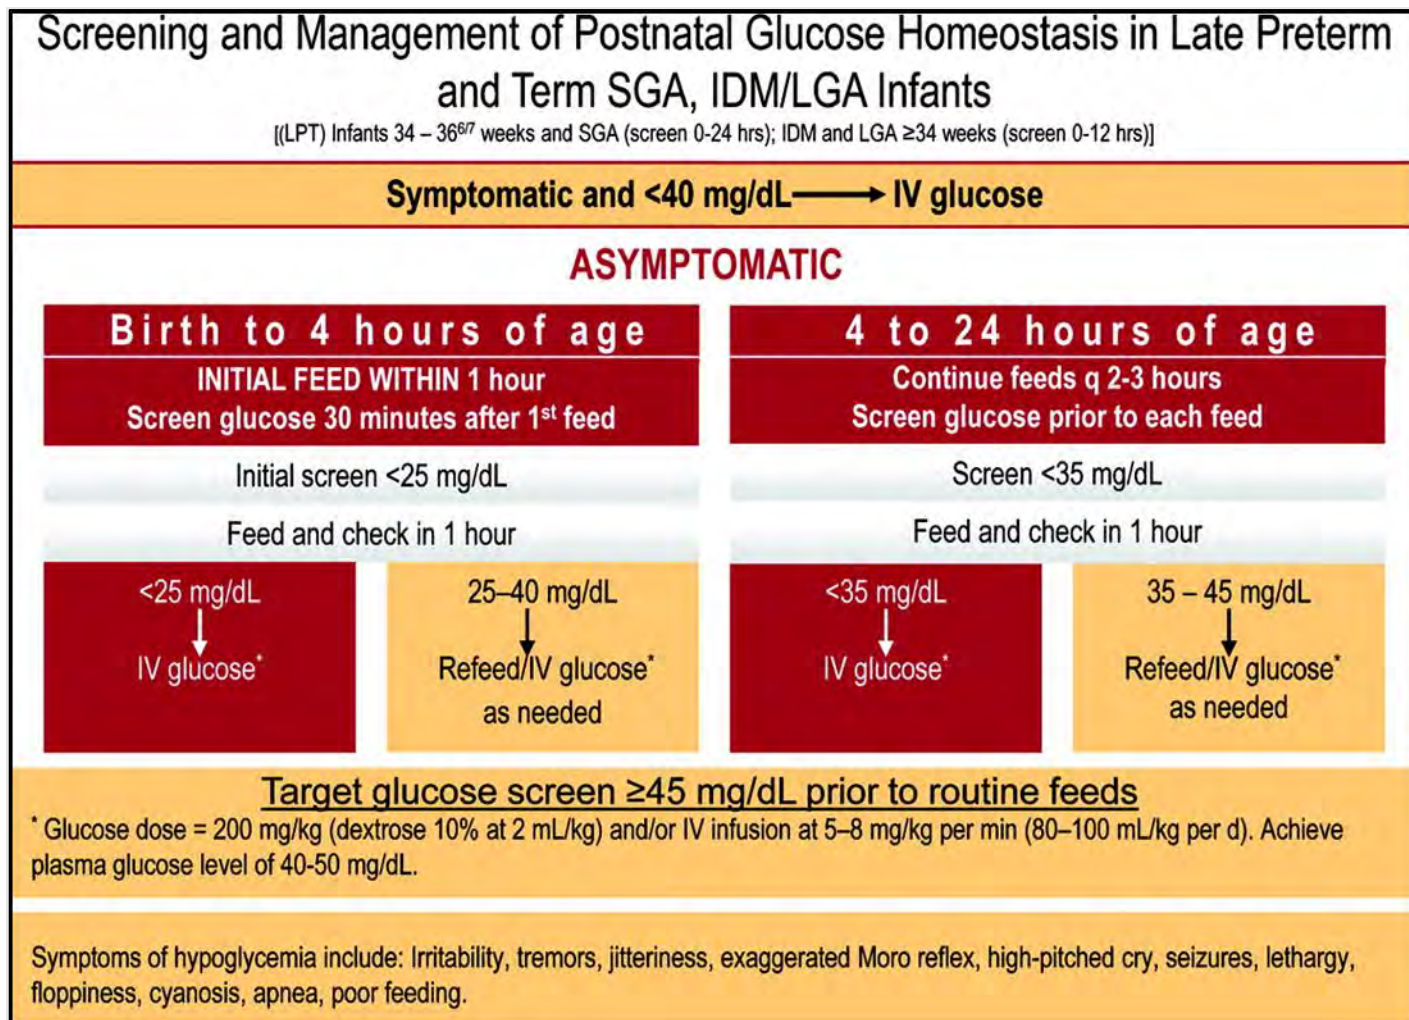 Screening and Management of Postnatal Glucose Homeostasis in Late Preterm
and Term SGA, IDM/LGA Infants
[(LPT) Infants 34 – 36⁶ᐟ⁷ weeks and SGA (screen 0-24 hrs); IDM and LGA ≥34 weeks (screen 0-12 hrs)]
Symptomatic and <40 mg/dL → IV glucose
ASYMPTOMATIC
Birth to 4 hours of age
INITIAL FEED WITHIN 1 hour
Screen glucose 30 minutes after 1st feed
Initial screen <25 mg/dL
Feed and check in 1 hour
<25 mg/dL
IV glucose*
25–40 mg/dL
Refeed/IV glucose*
as needed
4 to 24 hours of age
Continue feeds q 2-3 hours
Screen glucose prior to each feed
Screen <35 mg/dL
Feed and check in 1 hour
<35 mg/dL
IV glucose*
35 – 45 mg/dL
Refeed/IV glucose*
as needed
Target glucose screen ≥45 mg/dL prior to routine feeds
* Glucose dose = 200 mg/kg (dextrose 10% at 2 mL/kg) and/or IV infusion at 5–8 mg/kg per min (80–100 mL/kg per d). Achieve
plasma glucose level of 40-50 mg/dL.
Symptoms of hypoglycemia include: Irritability, tremors, jitteriness, exaggerated Moro reflex, high-pitched cry, seizures, lethargy,
floppiness, cyanosis, apnea, poor feeding.